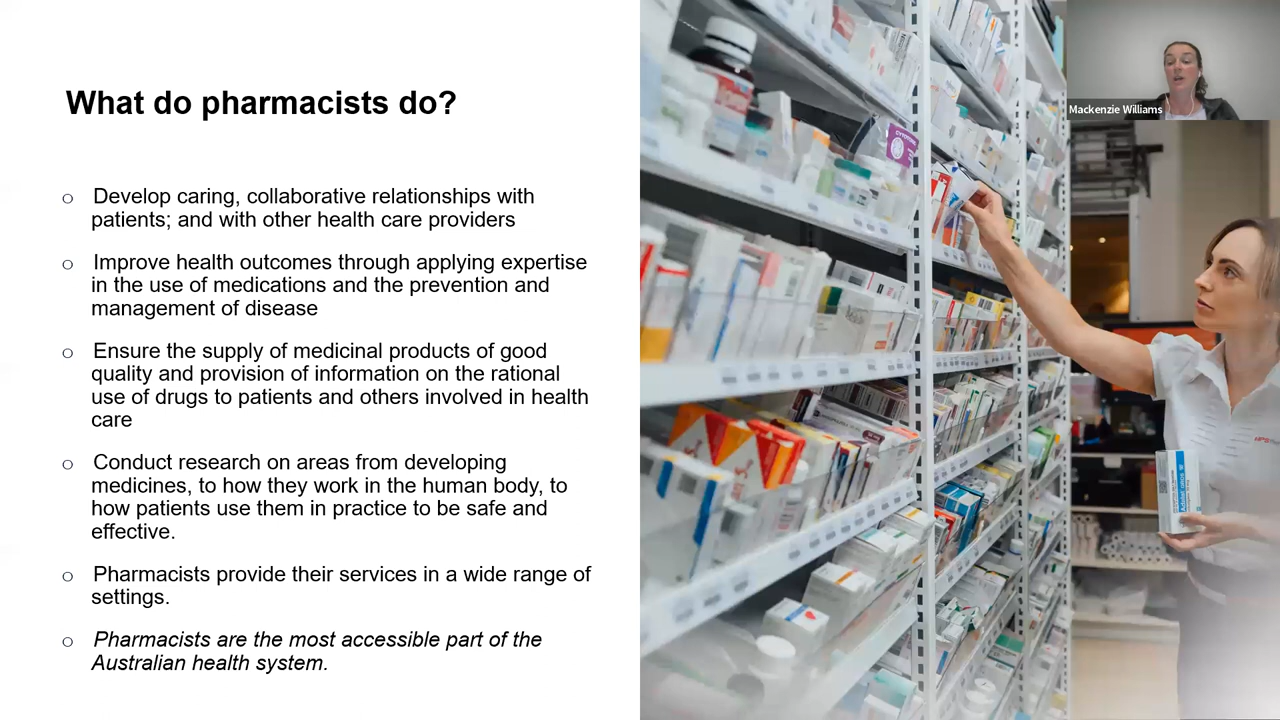 What do pharmacists do?
Mackenzie Williams
○ Develop caring, collaborative relationships with
patients; and with other health care providers
○ Improve health outcomes through applying expertise
in the use of medications and the prevention and
management of disease
○ Ensure the supply of medicinal products of good
quality and provision of information on the rational
use of drugs to patients and others involved in health
care
○ Conduct research on areas from developing
medicines, to how they work in the human body, to
how patients use them in practice to be safe and
effective.
○ Pharmacists provide their services in a wide range of
settings.
○ Pharmacists are the most accessible part of the
Australian health system.